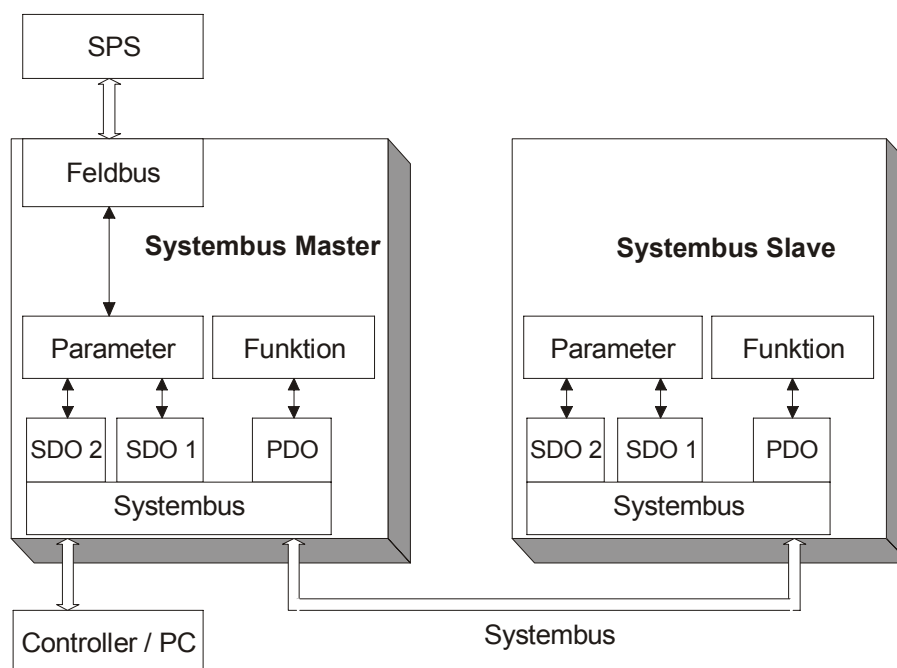 SPS
Feldbus
Systembus Master
Systembus Slave
Parameter
Funktion
Parameter
Funktion
SDO 2
SDO 1
PDO
SDO 2
SDO 1
PDO
Systembus
Systembus
Systembus
Controller / PC